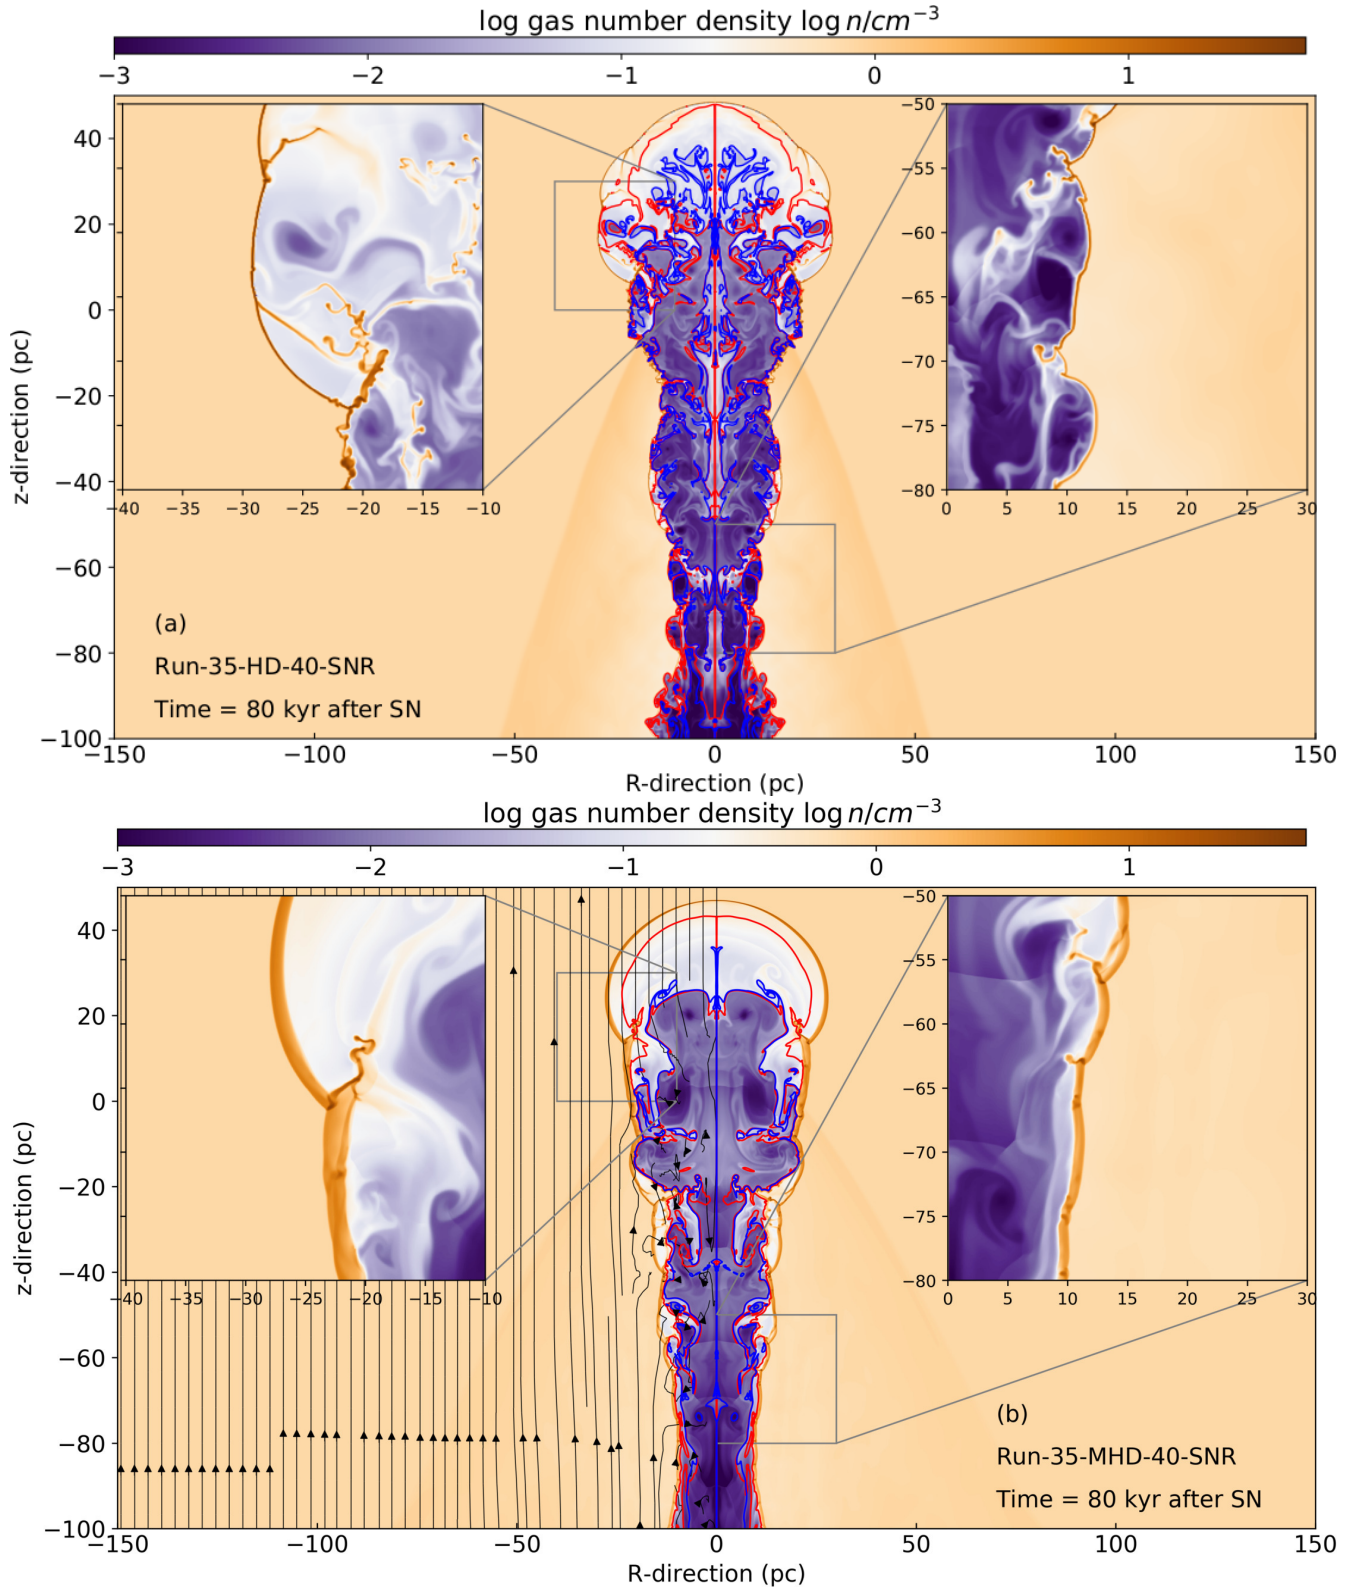 log gas number density log n/cm⁻³
−3 −2 −1 0 1
40
20
0
−20
−40
−60
−80
−100
z-direction (pc)
−40 −35 −30 −25 −20 −15 −10
−50
−55
−60
−65
−70
−75
−80
0 5 10 15 20 25 30
(a)
Run-35-HD-40-SNR
Time = 80 kyr after SN
−150 −100 −50 0 50 100 150
R-direction (pc)
log gas number density log n/cm⁻³
−3 −2 −1 0 1
40
20
0
−20
−40
−60
−80
−100
z-direction (pc)
−40 −35 −30 −25 −20 −15 −10
−50
−55
−60
−65
−70
−75
−80
0 5 10 15 20 25 30
(b)
Run-35-MHD-40-SNR
Time = 80 kyr after SN
−150 −100 −50 0 50 100 150
R-direction (pc)